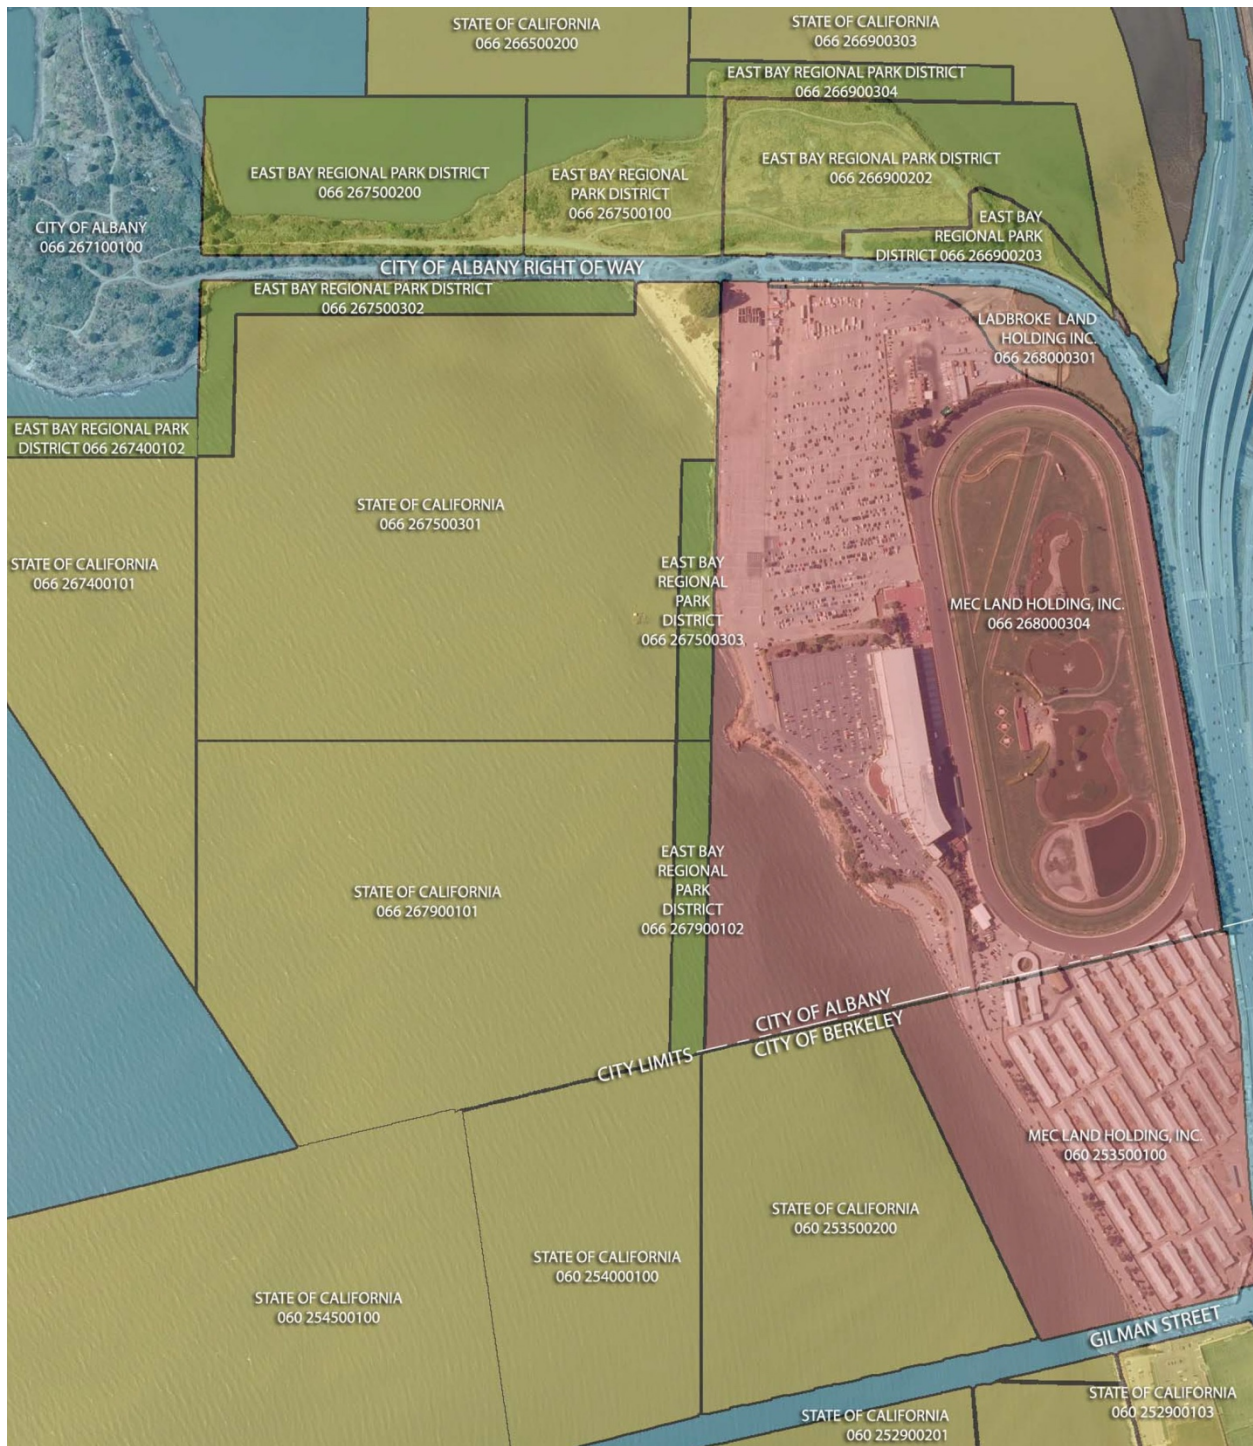 STATE OF CALIFORNIA
066 266500200
STATE OF CALIFORNIA
066 266900303
EAST BAY REGIONAL PARK DISTRICT
066 266900304
EAST BAY REGIONAL PARK DISTRICT
066 267500200
EAST BAY REGIONAL
PARK DISTRICT
066 267500100
EAST BAY REGIONAL PARK DISTRICT
066 266900202
EAST BAY
REGIONAL PARK
DISTRICT 066 266900203
CITY OF ALBANY
066 267100100
CITY OF ALBANY RIGHT OF WAY
EAST BAY REGIONAL PARK DISTRICT
066 267500302
LADBROKE LAND
HOLDING INC.
066 268000301
EAST BAY REGIONAL PARK
DISTRICT 066 267400102
STATE OF CALIFORNIA
066 267500301
STATE OF CALIFORNIA
066 267400101
EAST BAY
REGIONAL
PARK
DISTRICT
066 267500303
MEC LAND HOLDING, INC.
066 268000304
STATE OF CALIFORNIA
066 267900101
EAST BAY
REGIONAL
PARK
DISTRICT
066 267900102
CITY OF ALBANY
CITY OF BERKELEY
CITY LIMITS
MEC LAND HOLDING, INC.
060 253500100
STATE OF CALIFORNIA
060 253500200
STATE OF CALIFORNIA
060 254000100
STATE OF CALIFORNIA
060 254500100
GILMAN STREET
STATE OF CALIFORNIA
060 252900103
STATE OF CALIFORNIA
060 252900201